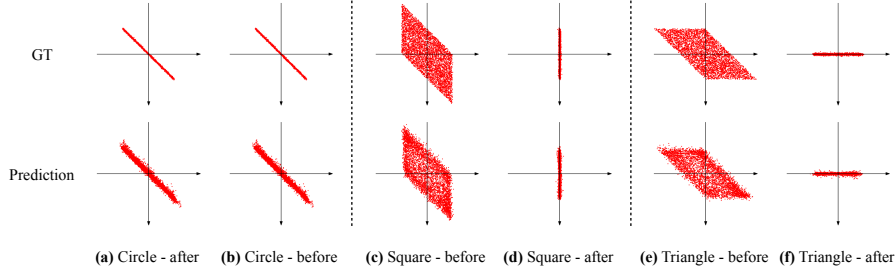 GT
Prediction
(a) Circle - after
(b) Circle - before
(c) Square - before
(d) Square - after
(e) Triangle - before
(f) Triangle - after